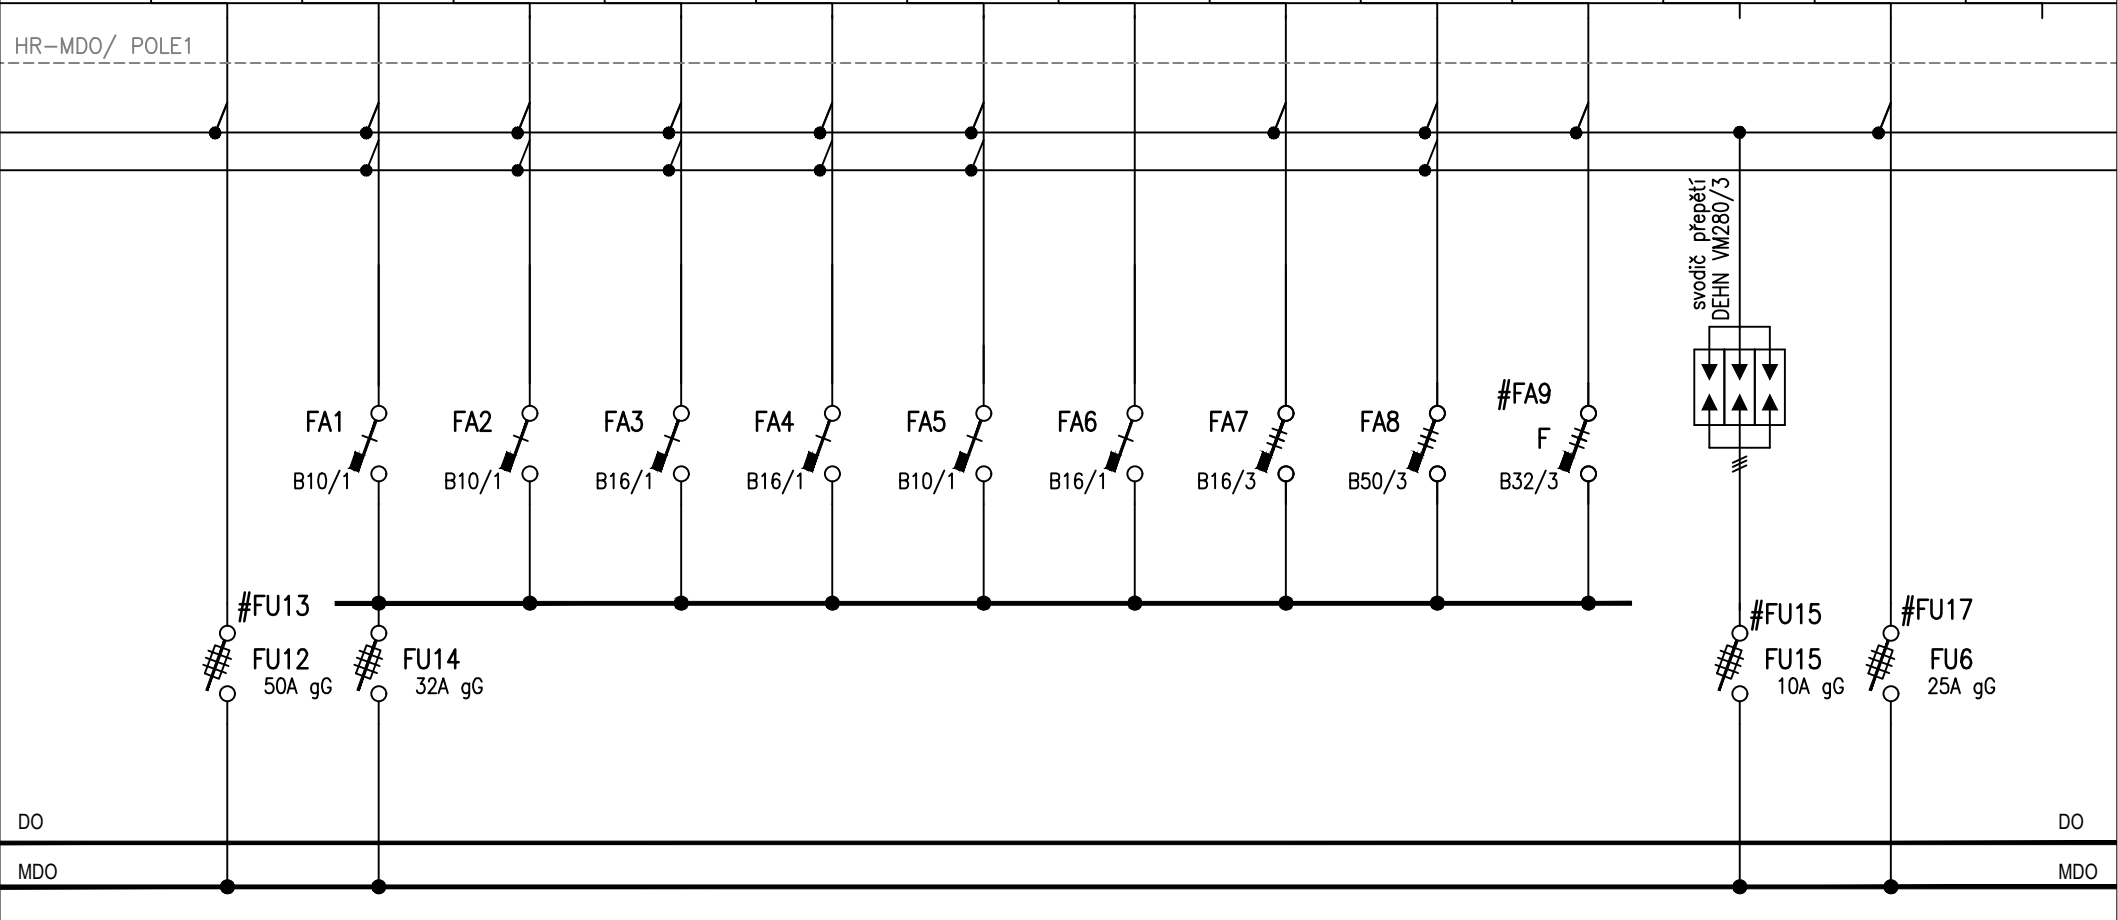 HR-MDO/ POLE1
svodič přepětí
DEHN VM280/3
#FA9
FA1
FA2
FA3
FA4
FA5
FA6
FA7
FA8
F
B10/1
B10/1
B16/1
B16/1
B10/1
B16/1
B16/3
B50/3
B32/3
#FU13
#FU15
#FU17
FU12
FU14
FU15
FU6
50A gG
32A gG
10A gG
25A gG
DO
DO
MDO
MDO